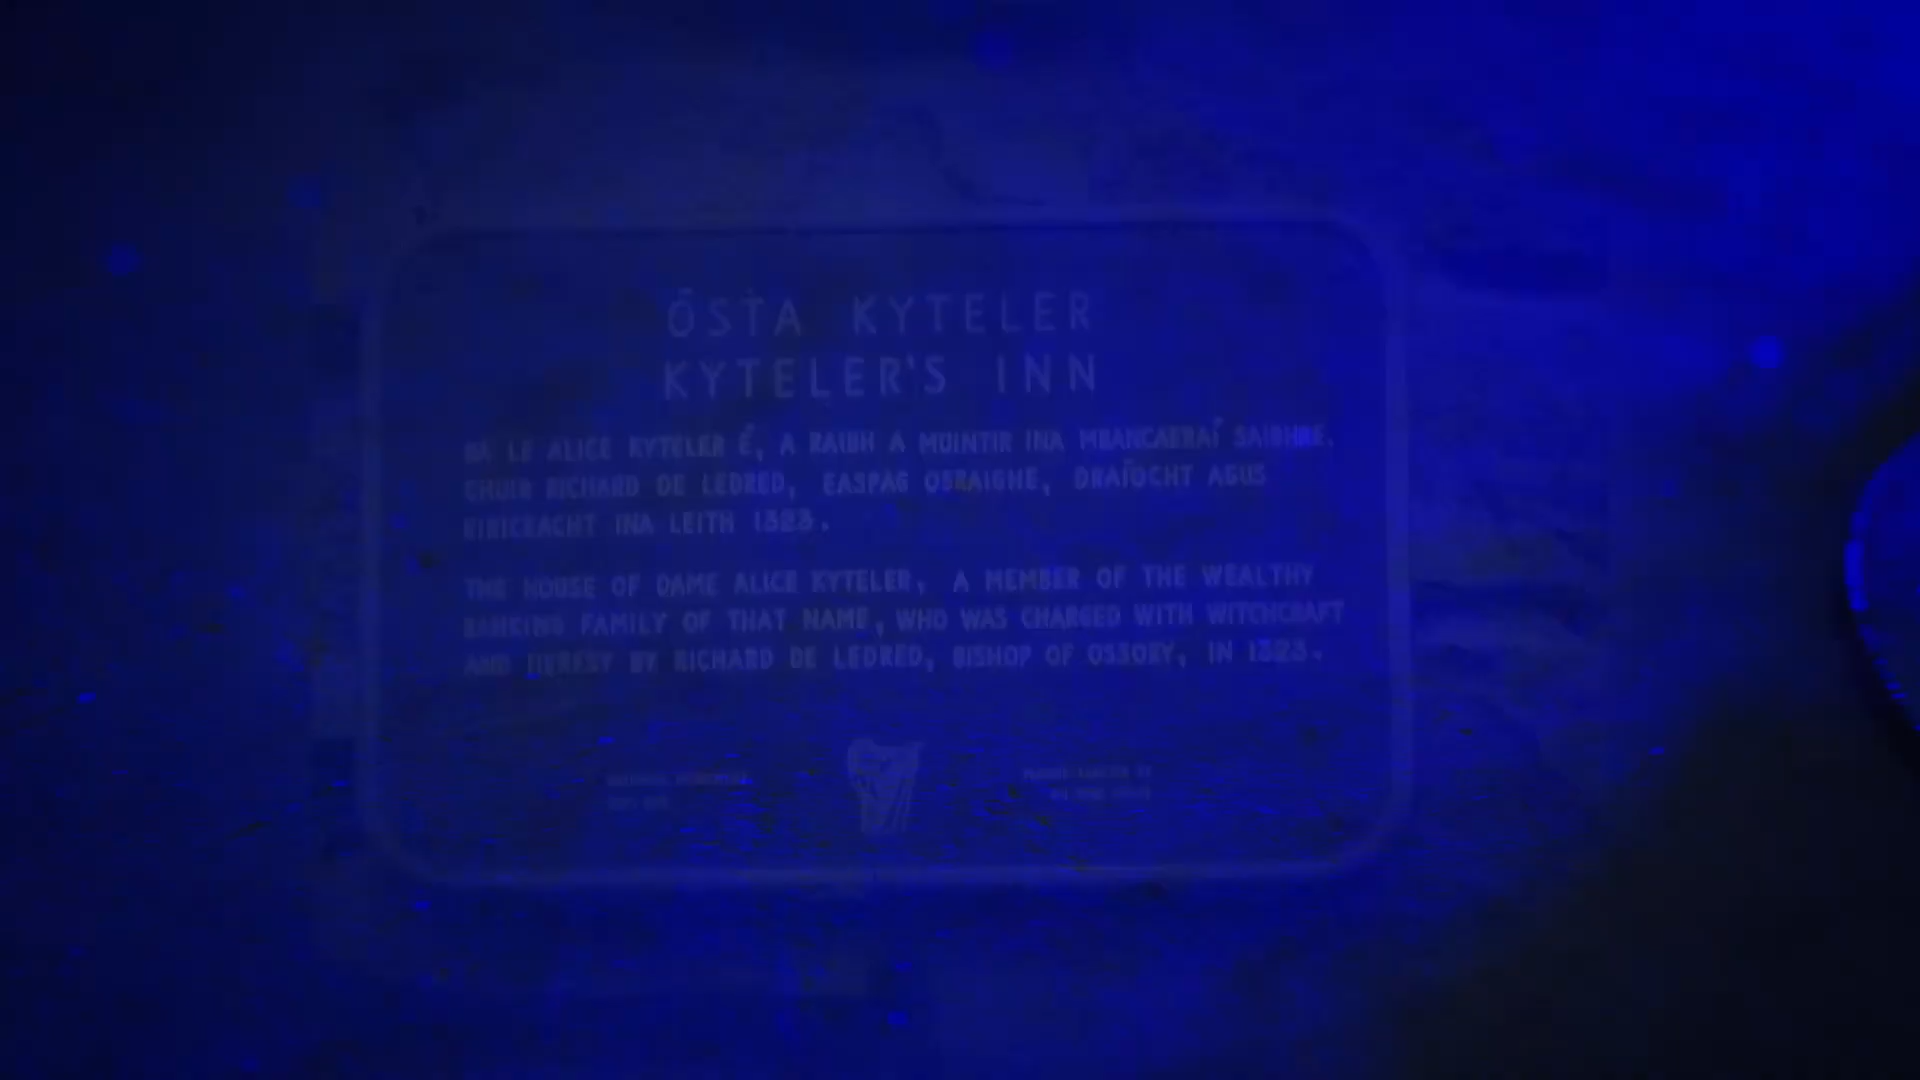 ÓSTA KYTELER
KYTELER'S INN
BA LE ALICE KYTELER É, A RAIBH A MUINTIR INA MBANCAERAÍ SAIBHRE.
CHUIR RICHARD DE LEDRED, EASPAG OSRAIGHE, DRAÍOCHT AGUS
EIRICEACHT INA LEITH 1323.
THE HOUSE OF DAME ALICE KYTELER, A MEMBER OF THE WEALTHY
BANKING FAMILY OF THAT NAME, WHO WAS CHARGED WITH WITCHCRAFT
AND HERESY BY RICHARD DE LEDRED, BISHOP OF OSSORY, IN 1323.